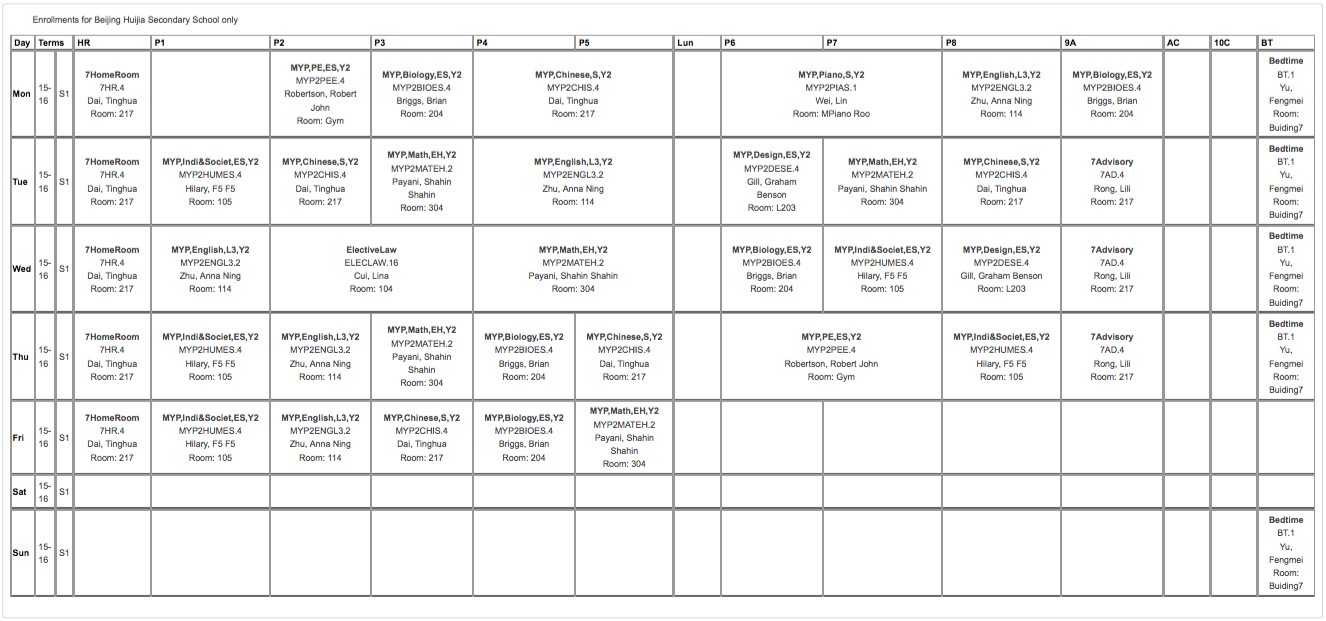 Enrollments for Beijing Huijia Secondary School only
Day Terms HR P1 P2 P3 P4 P5 Lun P6 P7 P8 9A AC 10C BT
Mon
15-
16
S1
7HomeRoom
7HR.4
Dai, Tinghua
Room: 217
MYP,PE,ES,Y2
MYP2PEE.4
Robertson, Robert
John
Room: Gym
MYP,Biology,ES,Y2
MYP2BIOES.4
Briggs, Brian
Room: 204
MYP,Chinese,S,Y2
MYP2CHIS.4
Dai, Tinghua
Room: 217
MYP,Piano,S,Y2
MYP2PIAS.1
Wei, Lin
Room: MPiano Roo
MYP,English,L3,Y2
MYP2ENGL3.2
Zhu, Anna Ning
Room: 114
MYP,Biology,ES,Y2
MYP2BIOES.4
Briggs, Brian
Room: 204
Bedtime
BT.1
Yu,
Fengmei
Room:
Buiding7
Tue
15-
16
S1
7HomeRoom
7HR.4
Dai, Tinghua
Room: 217
MYP,Indi&Societ,ES,Y2
MYP2HUMES.4
Hilary, F5 F5
Room: 105
MYP,Chinese,S,Y2
MYP2CHIS.4
Dai, Tinghua
Room: 217
MYP,Math,EH,Y2
MYP2MATEH.2
Payani, Shahin
Shahin
Room: 304
MYP,English,L3,Y2
MYP2ENGL3.2
Zhu, Anna Ning
Room: 114
MYP,Design,ES,Y2
MYP2DESE.4
Gill, Graham
Benson
Room: L203
MYP,Math,EH,Y2
MYP2MATEH.2
Payani, Shahin Shahin
Room: 304
MYP,Chinese,S,Y2
MYP2CHIS.4
Dai, Tinghua
Room: 217
7Advisory
7AD.4
Rong, Lili
Room: 217
Bedtime
BT.1
Yu,
Fengmei
Room:
Buiding7
Wed
15-
16
S1
7HomeRoom
7HR.4
Dai, Tinghua
Room: 217
MYP,English,L3,Y2
MYP2ENGL3.2
Zhu, Anna Ning
Room: 114
ElectiveLaw
ELECLAW.16
Cui, Lina
Room: 104
MYP,Math,EH,Y2
MYP2MATEH.2
Payani, Shahin Shahin
Room: 304
MYP,Biology,ES,Y2
MYP2BIOES.4
Briggs, Brian
Room: 204
MYP,Indi&Societ,ES,Y2
MYP2HUMES.4
Hilary, F5 F5
Room: 105
MYP,Design,ES,Y2
MYP2DESE.4
Gill, Graham Benson
Room: L203
7Advisory
7AD.4
Rong, Lili
Room: 217
Bedtime
BT.1
Yu,
Fengmei
Room:
Buiding7
Thu
15-
16
S1
7HomeRoom
7HR.4
Dai, Tinghua
Room: 217
MYP,Indi&Societ,ES,Y2
MYP2HUMES.4
Hilary, F5 F5
Room: 105
MYP,English,L3,Y2
MYP2ENGL3.2
Zhu, Anna Ning
Room: 114
MYP,Math,EH,Y2
MYP2MATEH.2
Payani, Shahin
Shahin
Room: 304
MYP,Biology,ES,Y2
MYP2BIOES.4
Briggs, Brian
Room: 204
MYP,Chinese,S,Y2
MYP2CHIS.4
Dai, Tinghua
Room: 217
MYP,PE,ES,Y2
MYP2PEE.4
Robertson, Robert John
Room: Gym
MYP,Indi&Societ,ES,Y2
MYP2HUMES.4
Hilary, F5 F5
Room: 105
7Advisory
7AD.4
Rong, Lili
Room: 217
Bedtime
BT.1
Yu,
Fengmei
Room:
Buiding7
Fri
15-
16
S1
7HomeRoom
7HR.4
Dai, Tinghua
Room: 217
MYP,Indi&Societ,ES,Y2
MYP2HUMES.4
Hilary, F5 F5
Room: 105
MYP,English,L3,Y2
MYP2ENGL3.2
Zhu, Anna Ning
Room: 114
MYP,Chinese,S,Y2
MYP2CHIS.4
Dai, Tinghua
Room: 217
MYP,Biology,ES,Y2
MYP2BIOES.4
Briggs, Brian
Room: 204
MYP,Math,EH,Y2
MYP2MATEH.2
Payani, Shahin
Shahin
Room: 304
Sat
15-
16
S1
Sun
15-
16
S1
Bedtime
BT.1
Yu,
Fengmei
Room:
Buiding7